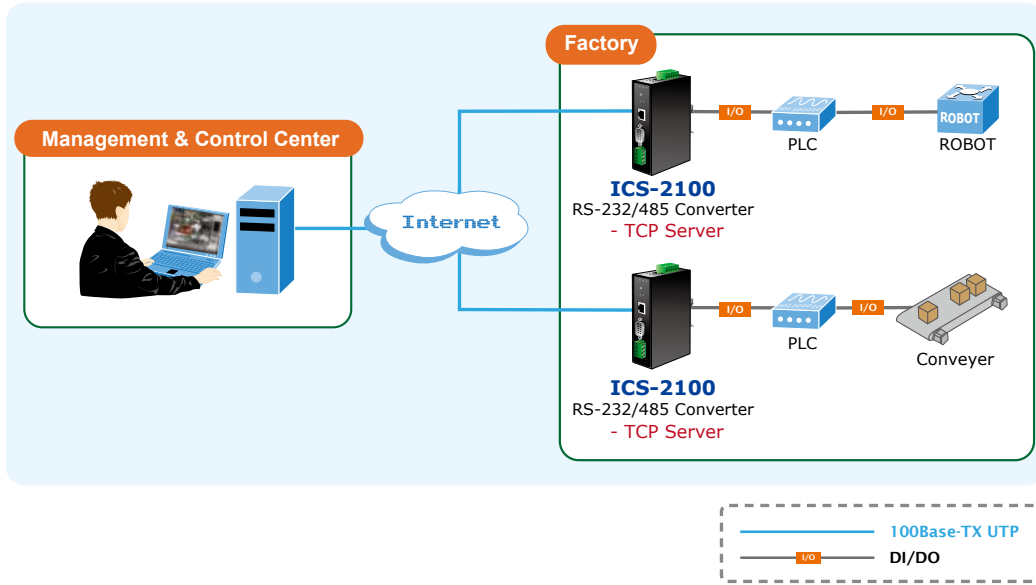 Factory
Management & Control Center
Internet
I/O
I/O
PLC
ROBOT
ROBOT
ICS-2100
RS-232/485 Converter
- TCP Server
I/O
I/O
PLC
Conveyer
ICS-2100
RS-232/485 Converter
- TCP Server
100Base-TX UTP
I/O
DI/DO